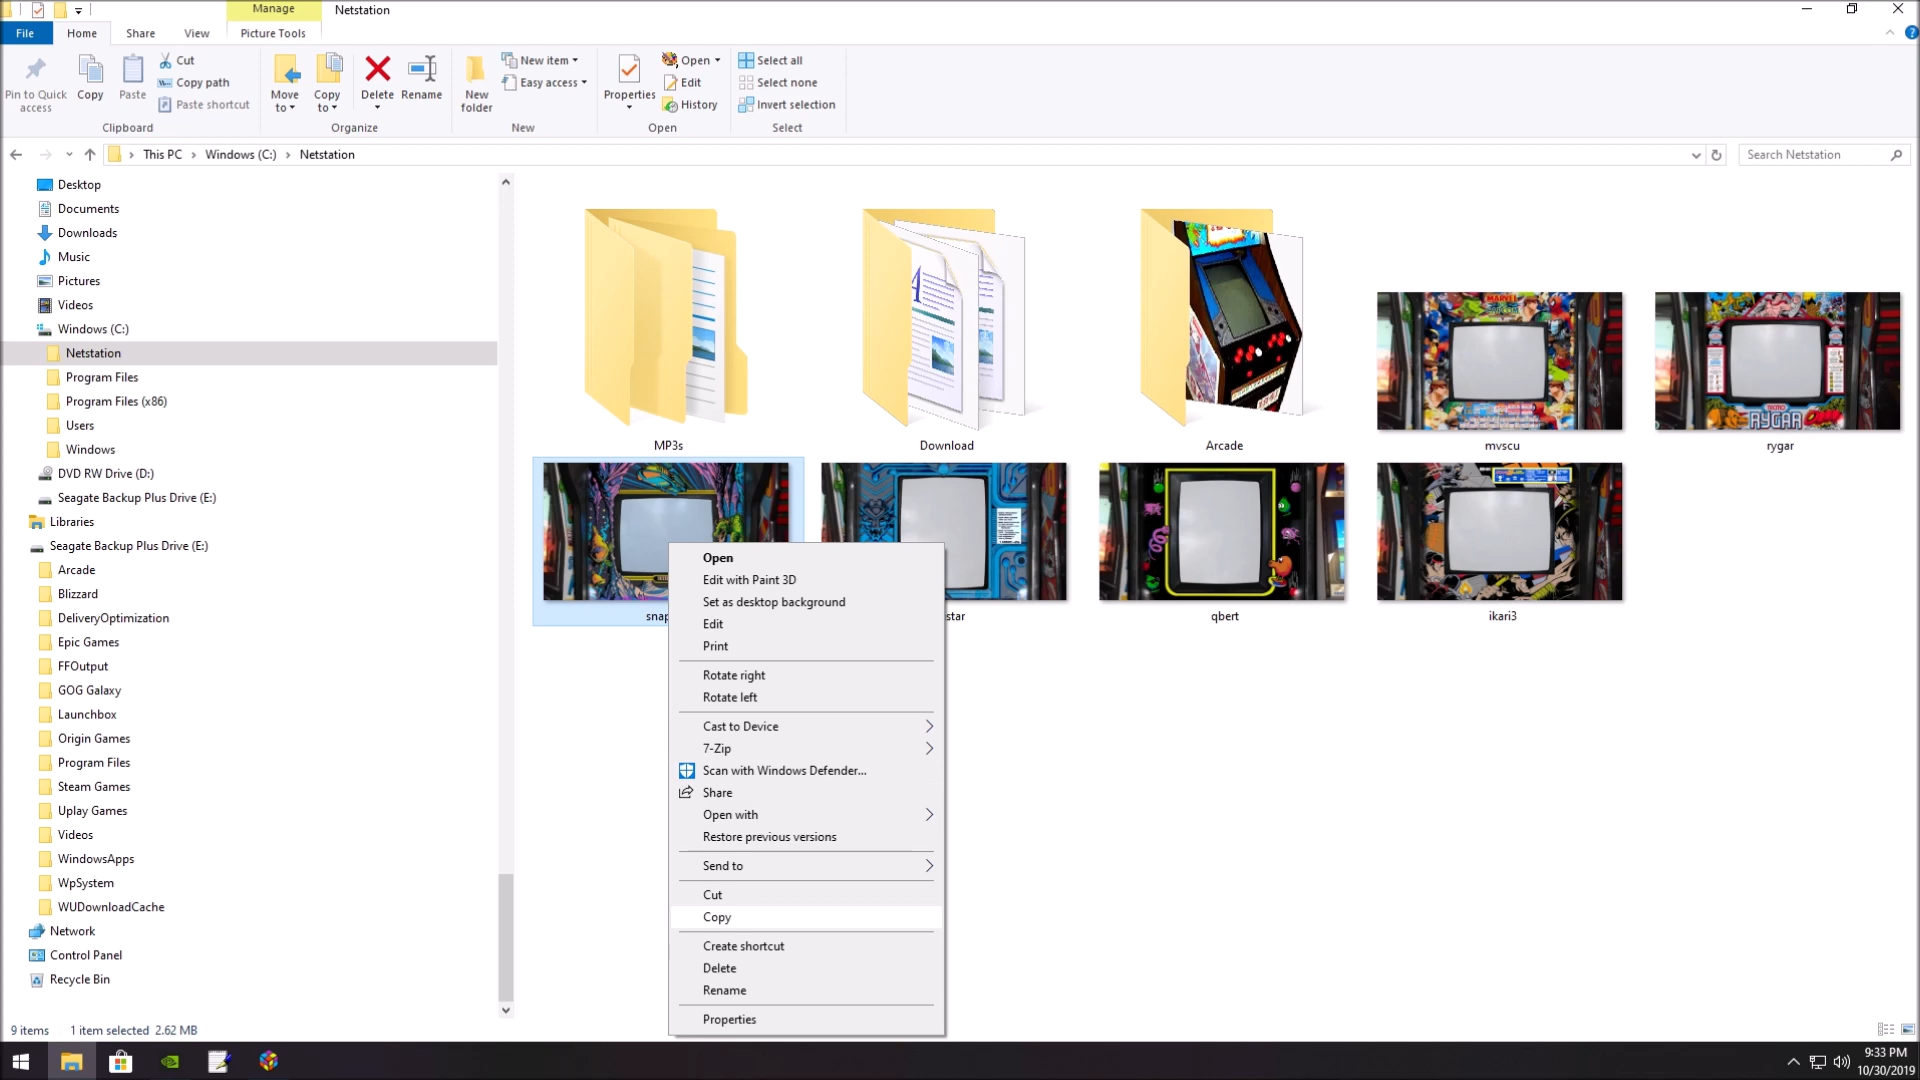 Manage
Netstation
File
Home
Share
View
Picture Tools
Pin to Quick access
Copy
Paste
Cut
Copy path
Paste shortcut
Clipboard
Move to
Copy to
Delete
Rename
Organize
New folder
New item
Easy access
New
Properties
Open
Edit
History
Open
Select all
Select none
Invert selection
Select
This PC
Windows (C:)
Netstation
Search Netstation
Desktop
Documents
Downloads
Music
Pictures
Videos
Windows (C:)
Netstation
Program Files
Program Files (x86)
Users
Windows
DVD RW Drive (D:)
Seagate Backup Plus Drive (E:)
Libraries
Seagate Backup Plus Drive (E:)
Arcade
Blizzard
DeliveryOptimization
Epic Games
FFOutput
GOG Galaxy
Launchbox
Origin Games
Program Files
Steam Games
Uplay Games
Videos
WindowsApps
WpSystem
WUDownloadCache
Network
Control Panel
Recycle Bin
MP3s
Download
Arcade
MARVEL
mvscu
RYGAR
rygar
snap
star
qbert
ikari3
Open
Edit with Paint 3D
Set as desktop background
Edit
Print
Rotate right
Rotate left
Cast to Device
7-Zip
Scan with Windows Defender...
Share
Open with
Restore previous versions
Send to
Cut
Copy
Create shortcut
Delete
Rename
Properties
9 items
1 item selected 2.62 MB
9:33 PM
10/30/2019